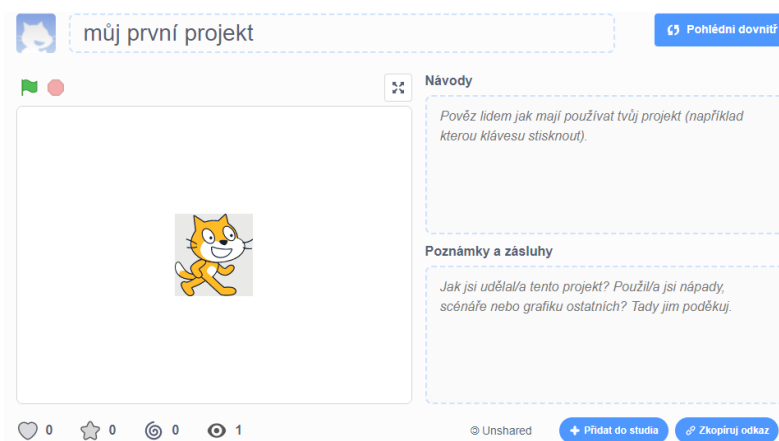 můj první projekt
Pohlédni dovnitř
Návody
Pověz lidem jak mají používat tvůj projekt (například
kterou klávesu stisknout).
Poznámky a zásluhy
Jak jsi udělal/a tento projekt? Použil/a jsi nápady,
scénáře nebo grafiku ostatních? Tady jim poděkuj.
0 0 0 1
Unshared
Přidat do studia
Zkopíruj odkaz